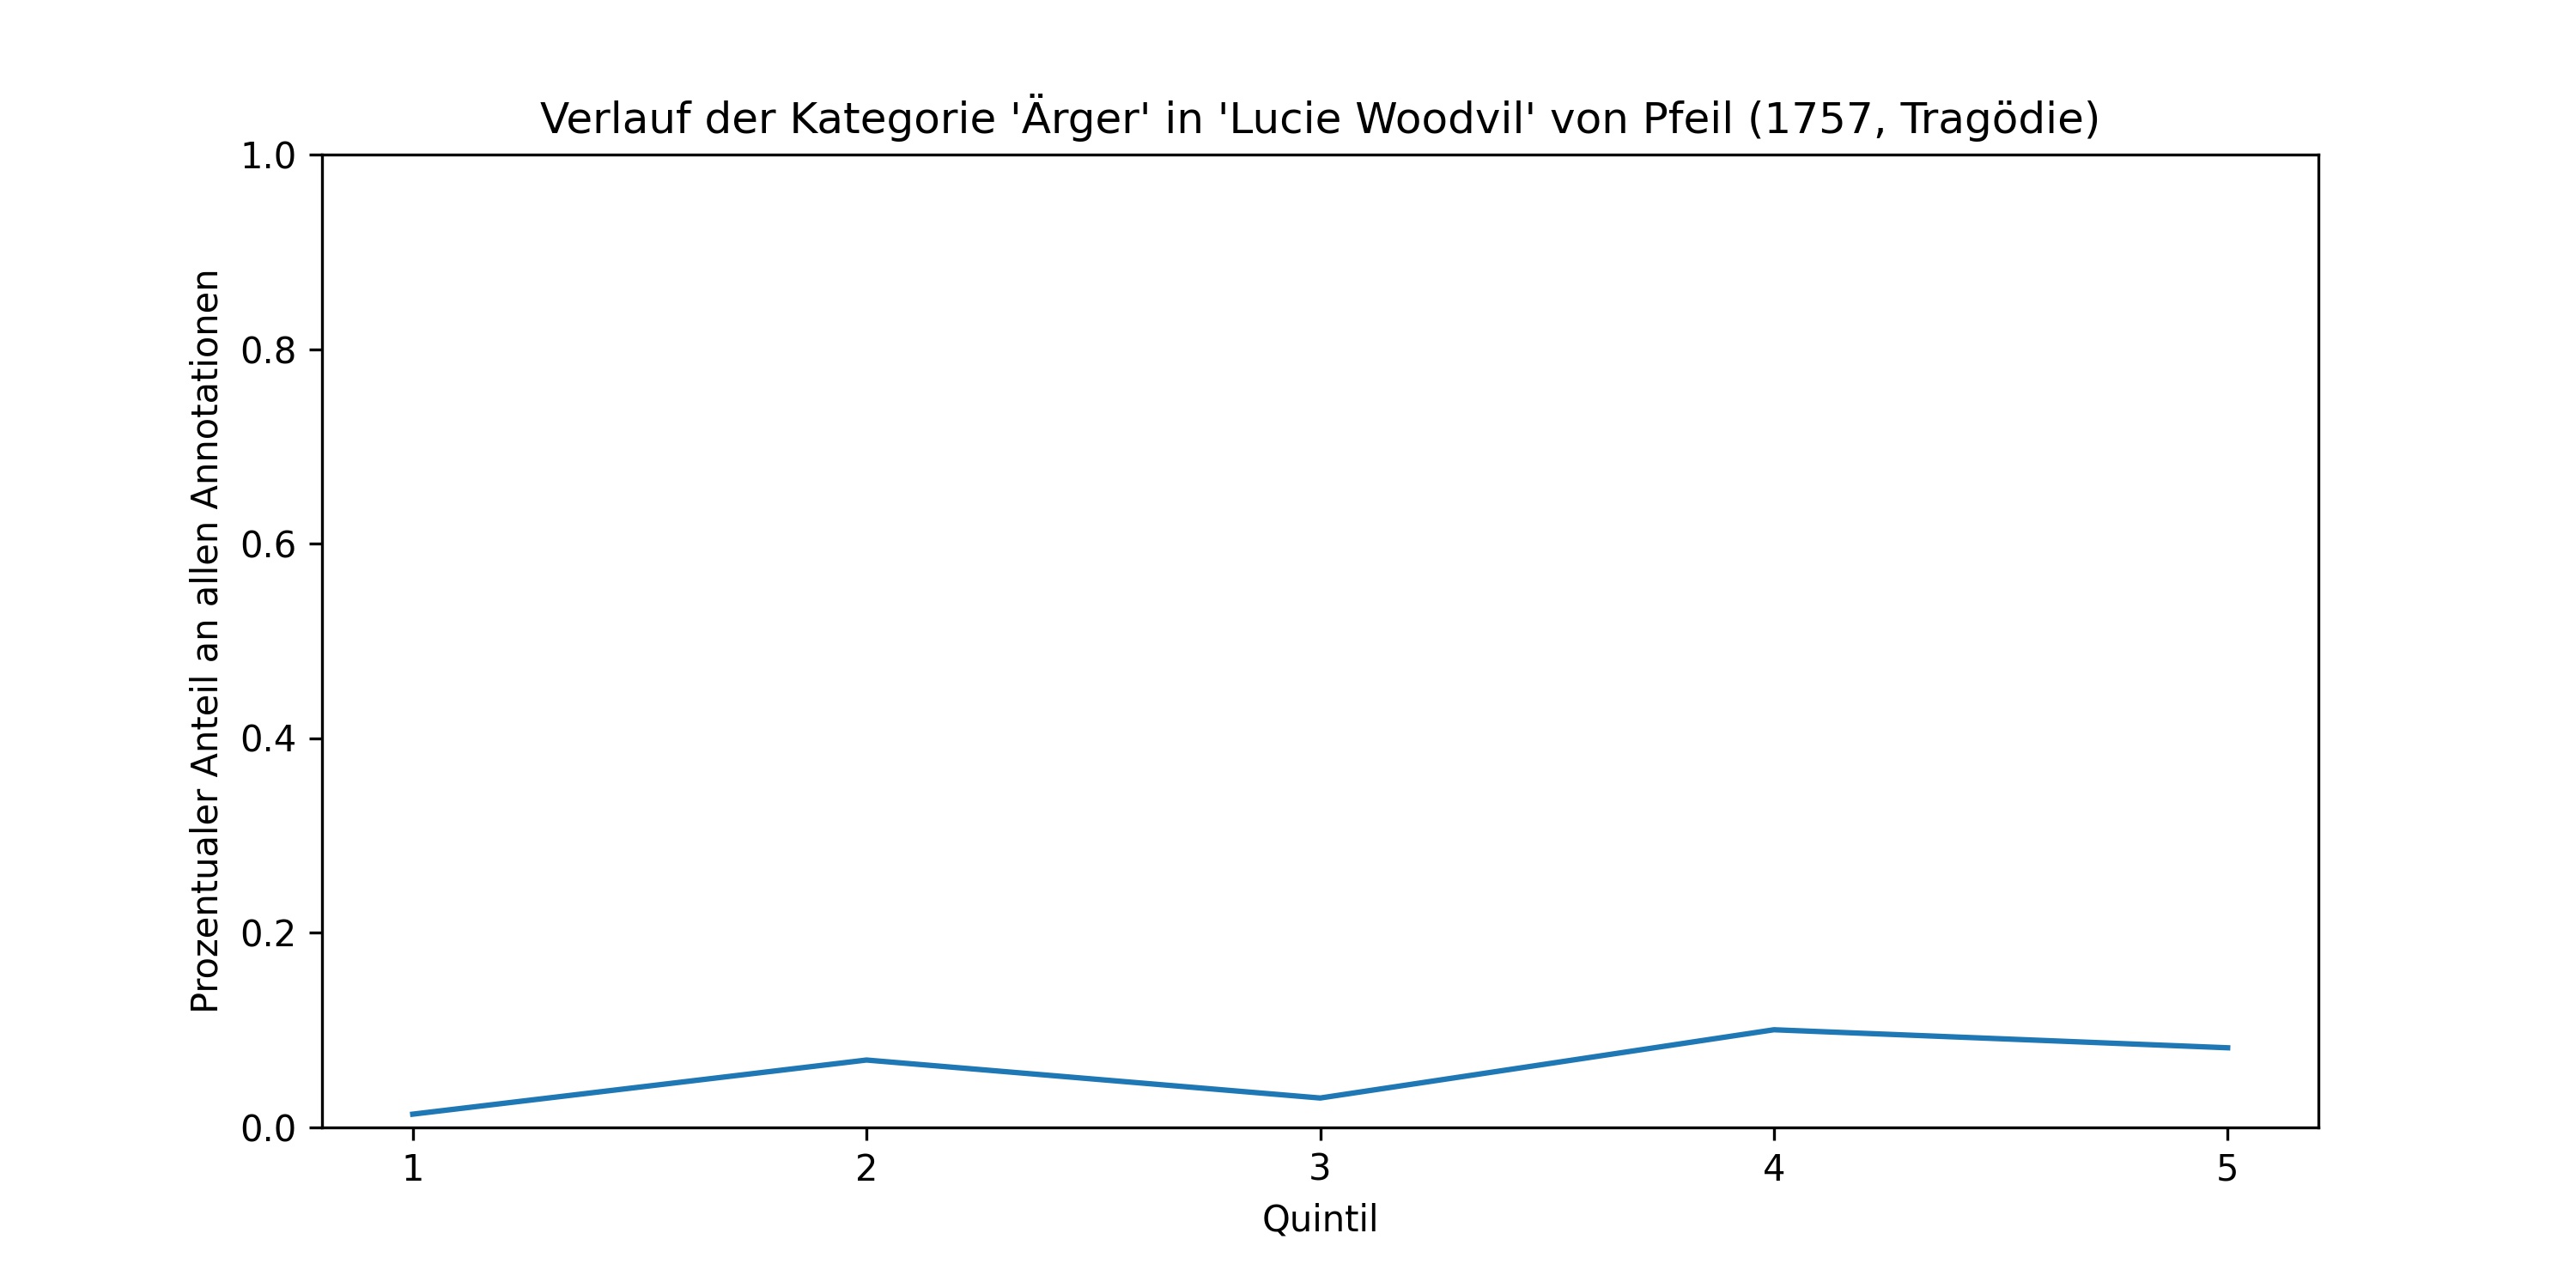 Verlauf der Kategorie 'Ärger' in 'Lucie Woodvil' von Pfeil (1757, Tragödie)
Prozentualer Anteil an allen Annotationen
1.0
0.8
0.6
0.4
0.2
0.0
1 2 3 4 5
Quintil